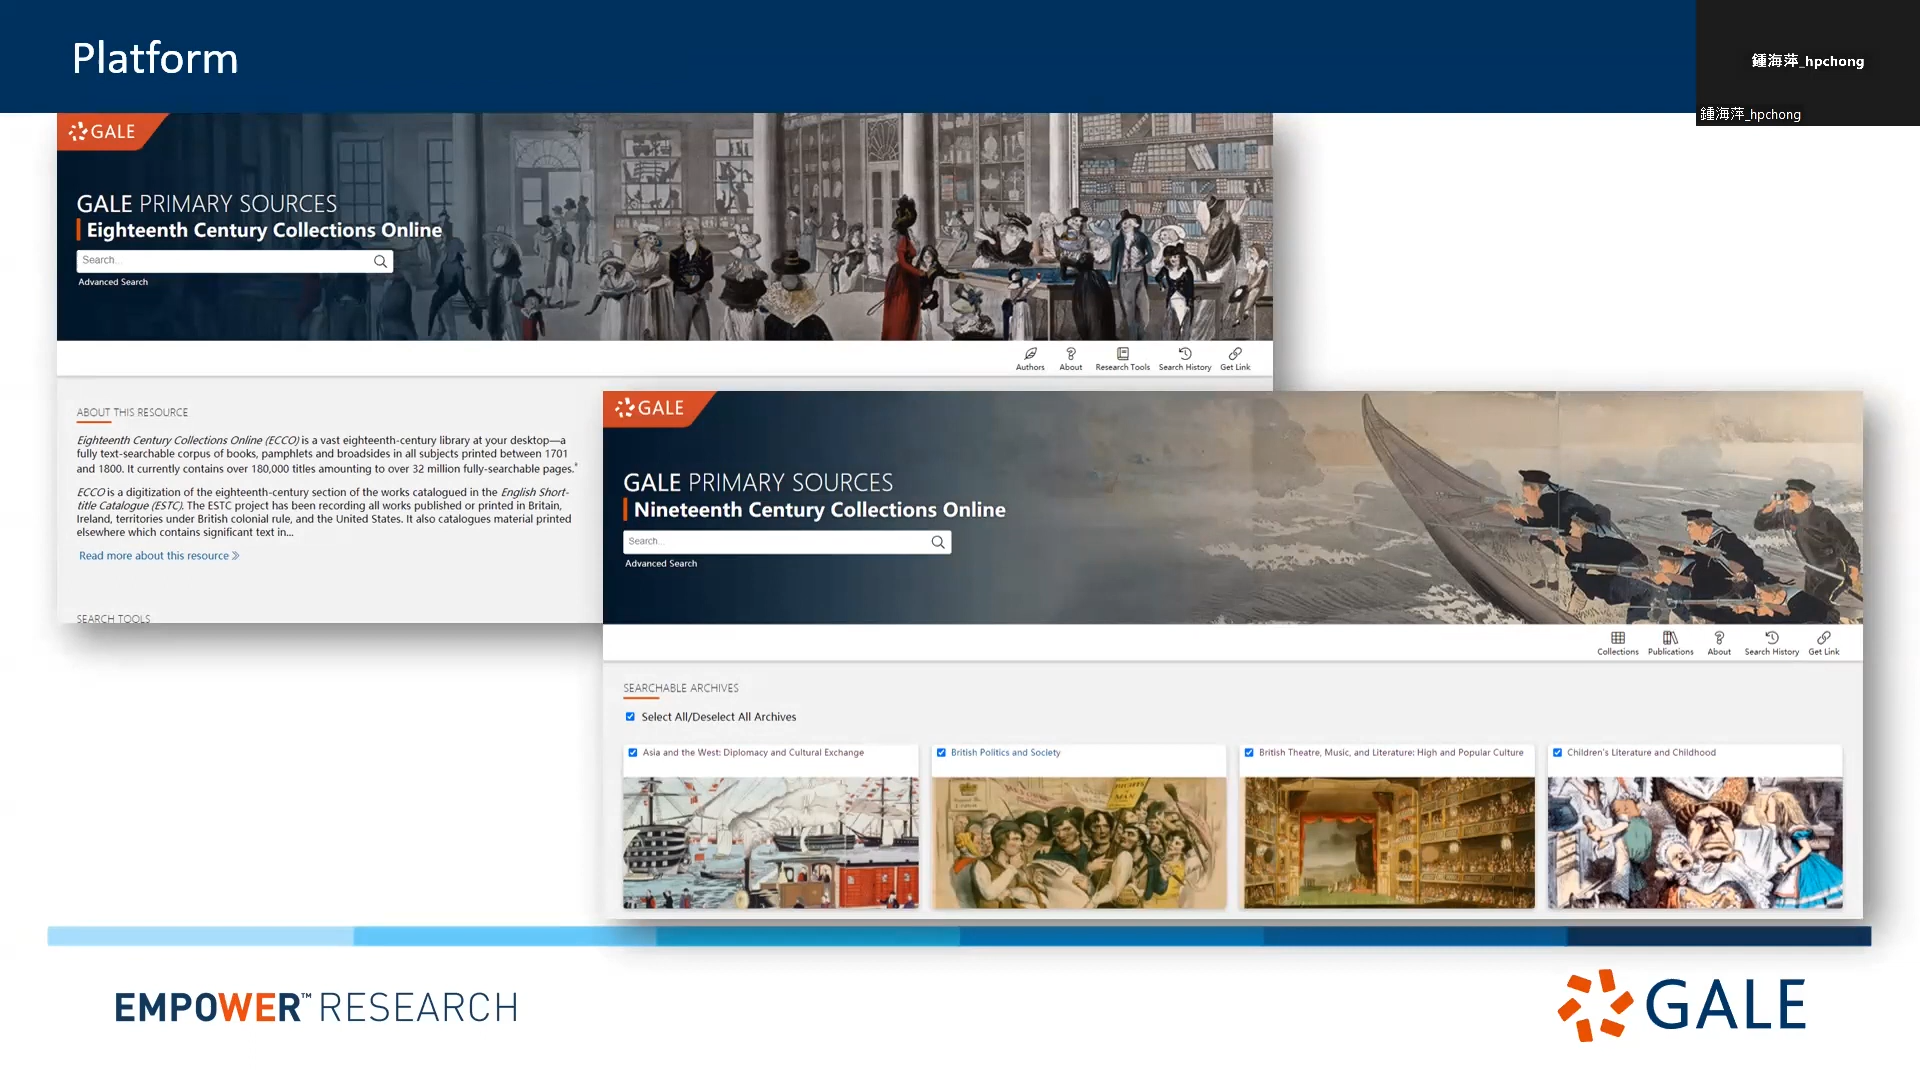 Platform
鍾海萍_hpchong
鍾海萍_hpchong
GALE
GALE PRIMARY SOURCES
Eighteenth Century Collections Online
Search...
Advanced Search
Authors
About
Research Tools
Search History
Get Link
ABOUT THIS RESOURCE
Eighteenth Century Collections Online (ECCO) is a vast eighteenth-century library at your desktop—a
fully text-searchable corpus of books, pamphlets and broadsides in all subjects printed between 1701
and 1800. It currently contains over 180,000 titles amounting to over 32 million fully-searchable pages.*
ECCO is a digitization of the eighteenth-century section of the works catalogued in the English Short-
title Catalogue (ESTC). The ESTC project has been recording all works published or printed in Britain,
Ireland, territories under British colonial rule, and the United States. It also catalogues material printed
elsewhere which contains significant text in...
Read more about this resource »
SEARCH TOOLS
GALE
GALE PRIMARY SOURCES
Nineteenth Century Collections Online
Search...
Advanced Search
Collections
Publications
About
Search History
Get Link
SEARCHABLE ARCHIVES
Select All/Deselect All Archives
Asia and the West: Diplomacy and Cultural Exchange
British Politics and Society
British Theatre, Music, and Literature: High and Popular Culture
Children's Literature and Childhood
EMPOWER™ RESEARCH
GALE